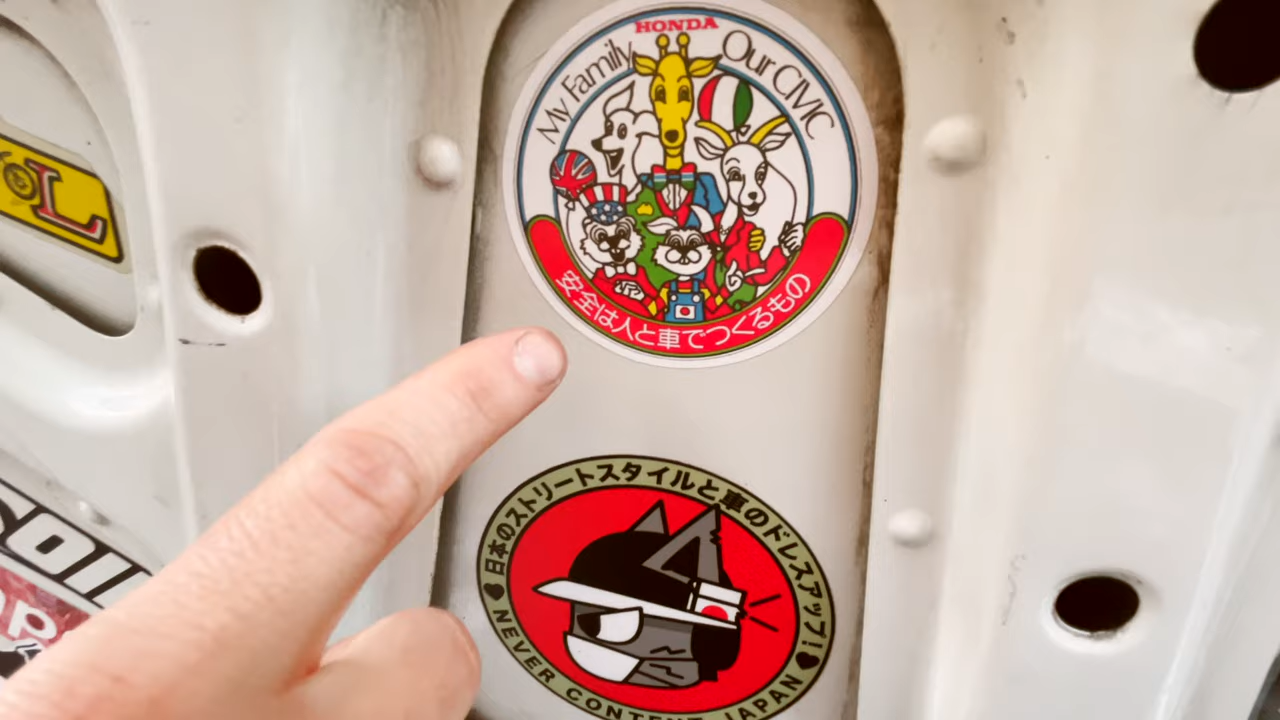 HONDA
My Family Our CIVIC
安全は人と車でつくるもの
L
日本のストリートスタイルと車のドレスアップ!
NEVER CONTENT JAPAN